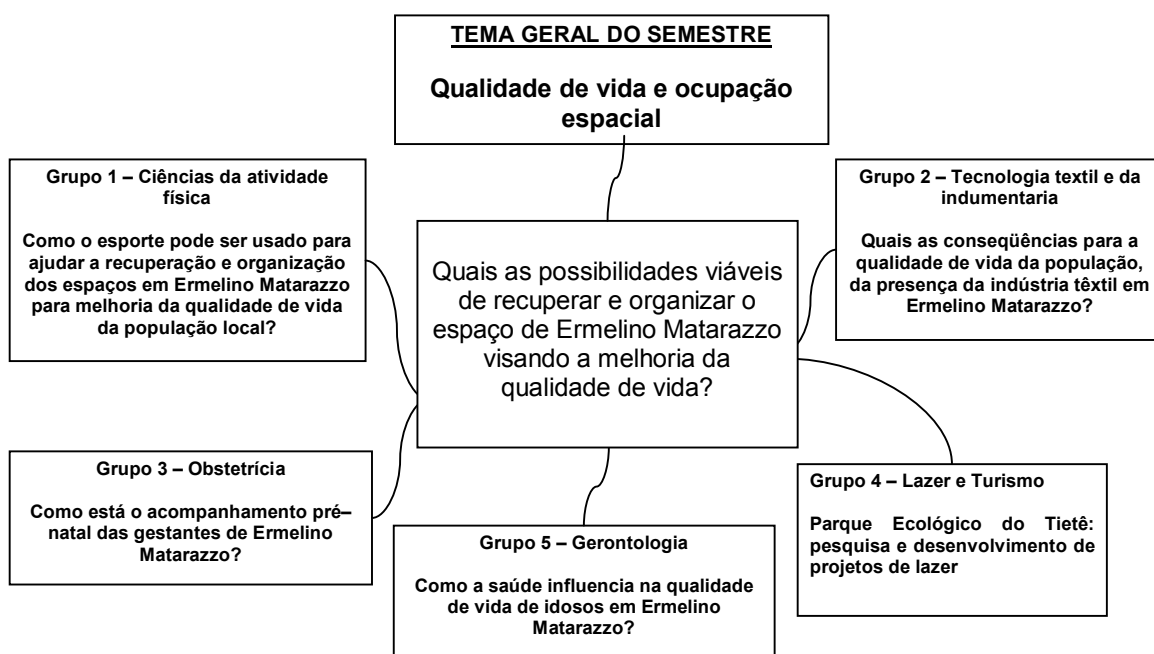 TEMA GERAL DO SEMESTRE
Qualidade de vida e ocupação
espacial
Grupo 1 – Ciências da atividade
física
Como o esporte pode ser usado para
ajudar a recuperação e organização
dos espaços em Ermelino Matarazzo
para melhoria da qualidade de vida
da população local?
Grupo 2 – Tecnologia textil e da
indumentaria
Quais as conseqüências para a
qualidade de vida da população,
da presença da indústria têxtil em
Ermelino Matarazzo?
Quais as possibilidades viáveis
de recuperar e organizar o
espaço de Ermelino Matarazzo
visando a melhoria da
qualidade de vida?
Grupo 3 – Obstetrícia
Como está o acompanhamento pré–
natal das gestantes de Ermelino
Matarazzo?
Grupo 4 – Lazer e Turismo
Parque Ecológico do Tietê:
pesquisa e desenvolvimento de
projetos de lazer
Grupo 5 – Gerontologia
Como a saúde influencia na qualidade
de vida de idosos em Ermelino
Matarazzo?